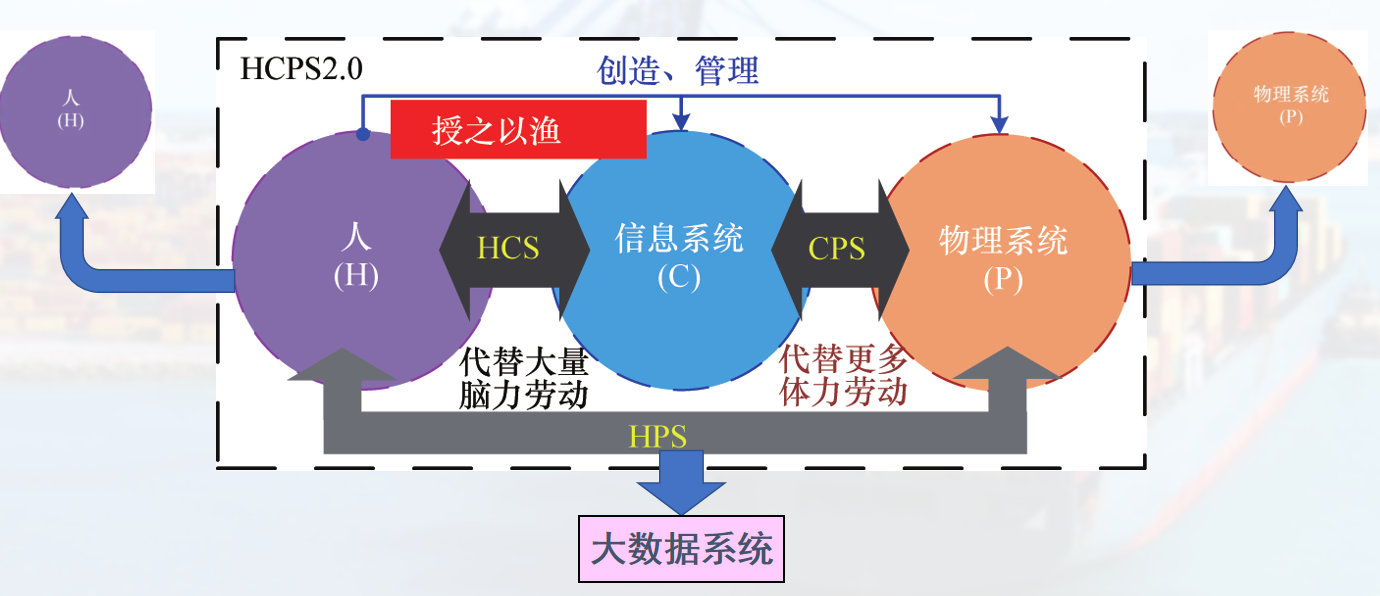 HCPS2.0
创造、管理
授之以渔
人
(H)
物理系统
(P)
人
(H)
HCS
信息系统
(C)
CPS
物理系统
(P)
代替大量
脑力劳动
代替更多
体力劳动
HPS
大数据系统